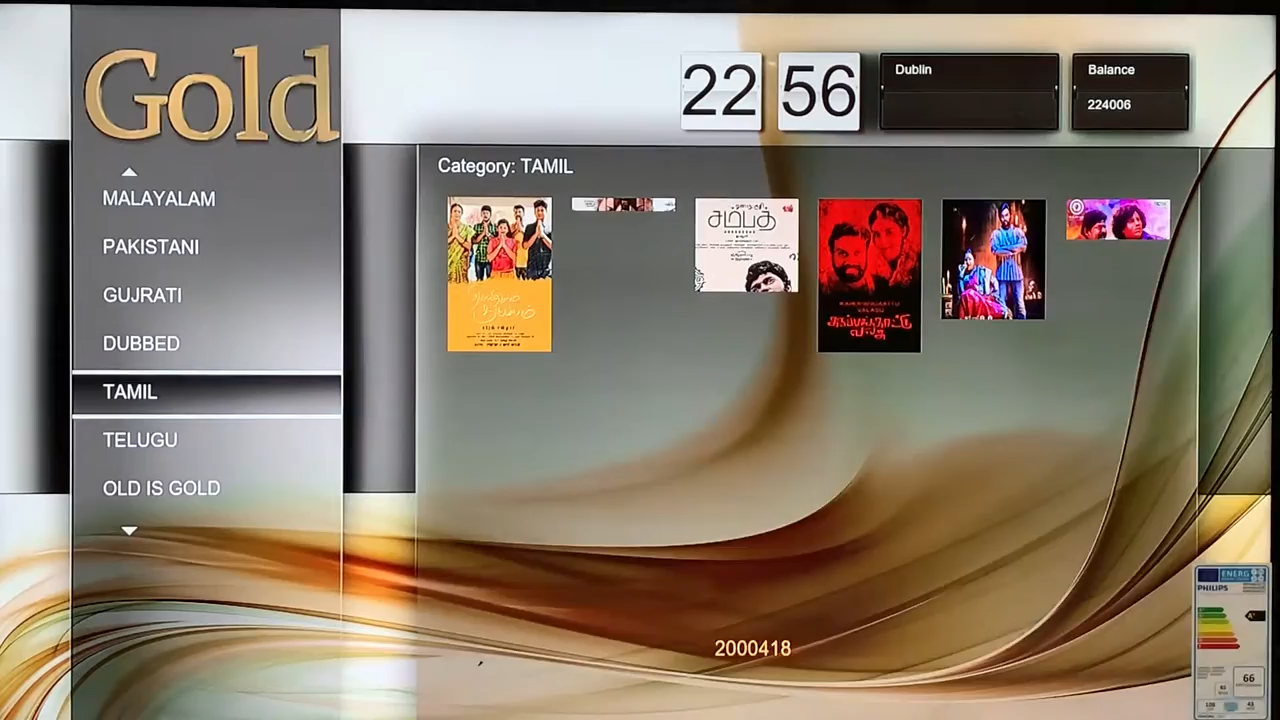 Gold
22 56
Dublin
Balance
224006
Category: TAMIL
MALAYALAM
PAKISTANI
GUJRATI
DUBBED
TAMIL
TELUGU
OLD IS GOLD
சம்பத்
2000418
ENERG
PHILIPS
A+
66